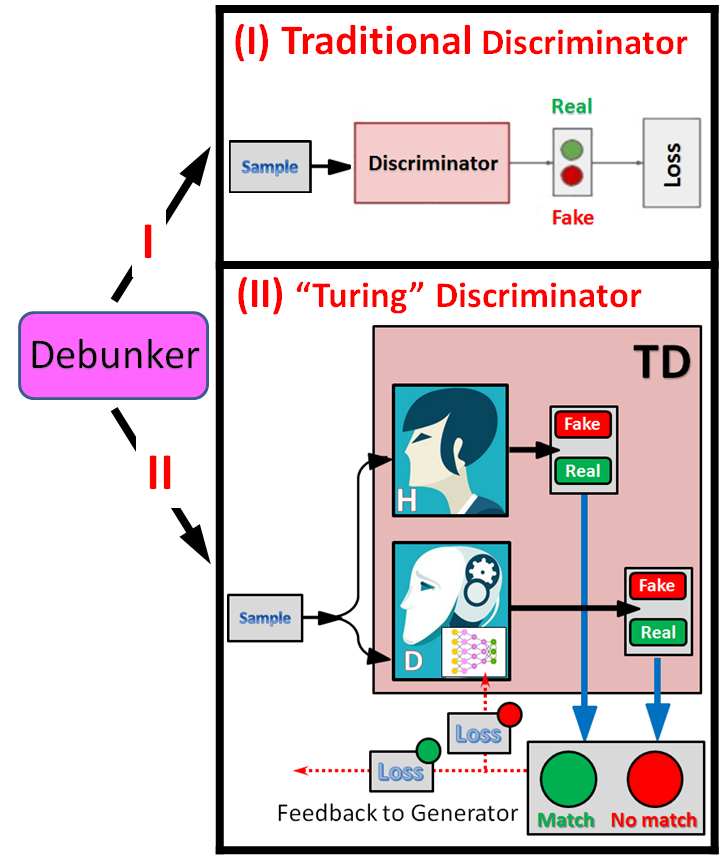 (I) Traditional Discriminator
Real
Sample
Discriminator
Loss
Fake
I
Debunker
II
(II) “Turing” Discriminator
TD
H
Fake
Real
Sample
D
Fake
Real
Loss
Loss
Feedback to Generator
Match
No match